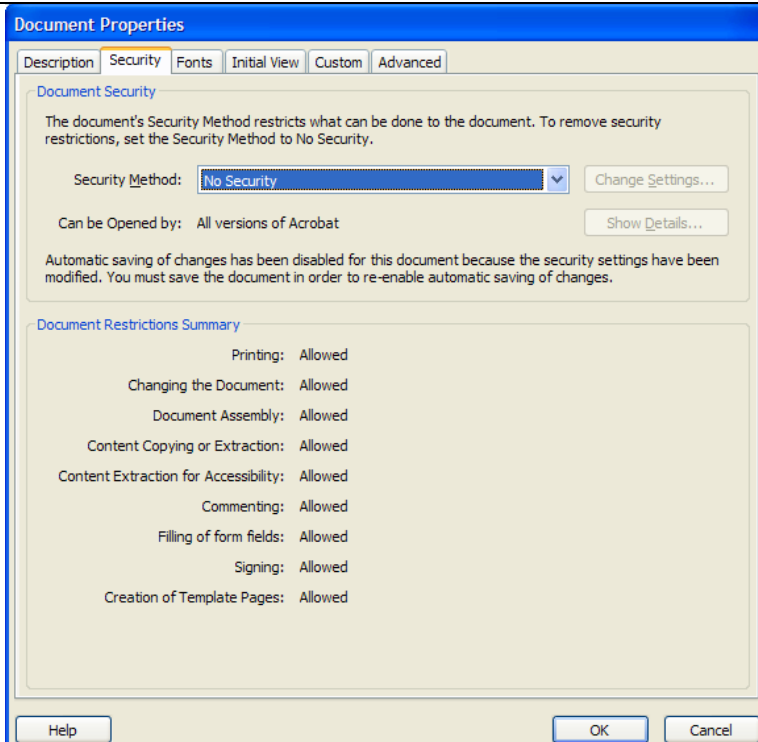 Document Properties
Description Security Fonts Initial View Custom Advanced
Document Security
The document's Security Method restricts what can be done to the document. To remove security
restrictions, set the Security Method to No Security.
Security Method: No Security Change Settings...
Can be Opened by: All versions of Acrobat Show Details...
Automatic saving of changes has been disabled for this document because the security settings have been
modified. You must save the document in order to re-enable automatic saving of changes.
Document Restrictions Summary
Printing: Allowed
Changing the Document: Allowed
Document Assembly: Allowed
Content Copying or Extraction: Allowed
Content Extraction for Accessibility: Allowed
Commenting: Allowed
Filling of form fields: Allowed
Signing: Allowed
Creation of Template Pages: Allowed
Help OK Cancel